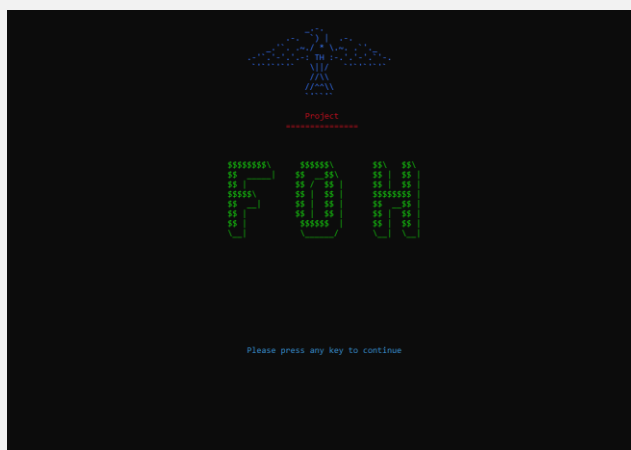 TH
Project
===============
FOH
Please press any key to continue